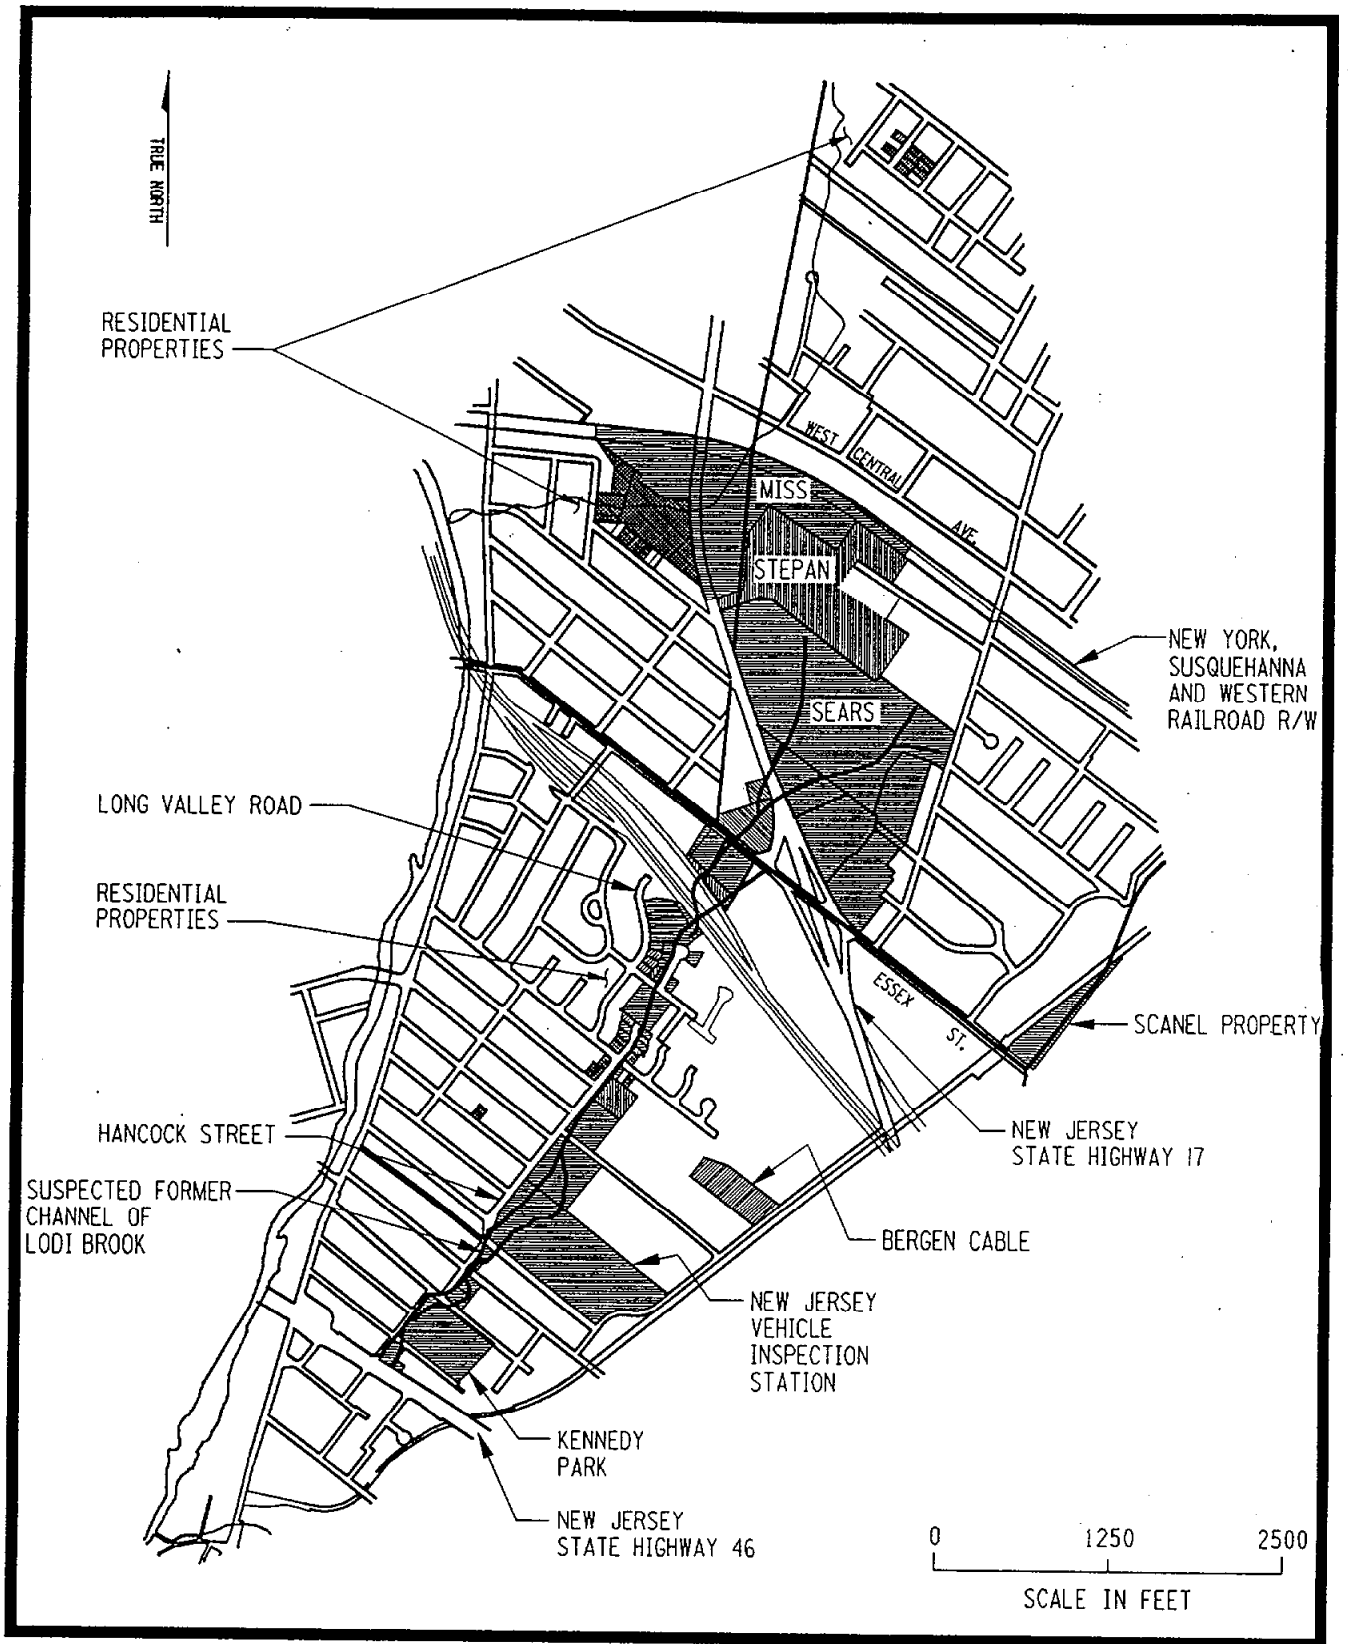 TRUE NORTH
RESIDENTIAL
PROPERTIES
WEST
CENTRAL
AVE.
MISS
STEPAN
NEW YORK,
SUSQUEHANNA
AND WESTERN
RAILROAD R/W
SEARS
LONG VALLEY ROAD
RESIDENTIAL
PROPERTIES
ESSEX
ST.
SCANEL PROPERTY
HANCOCK STREET
NEW JERSEY
STATE HIGHWAY 17
SUSPECTED FORMER
CHANNEL OF
LODI BROOK
BERGEN CABLE
NEW JERSEY
VEHICLE
INSPECTION
STATION
KENNEDY
PARK
NEW JERSEY
STATE HIGHWAY 46
0 1250 2500
SCALE IN FEET